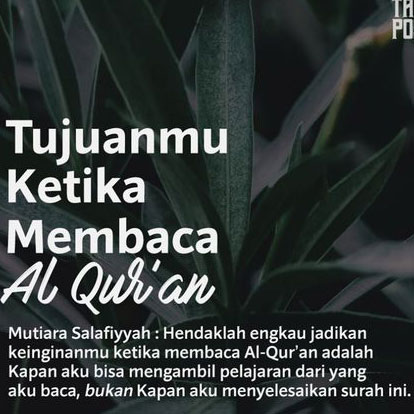 TA
PO
Tujuanmu
Ketika
Membaca
Al Qur'an
Mutiara Salafiyyah : Hendaklah engkau jadikan
keinginanmu ketika membaca Al-Qur'an adalah
Kapan aku bisa mengambil pelajaran dari yang
aku baca, bukan Kapan aku menyelesaikan surah ini.